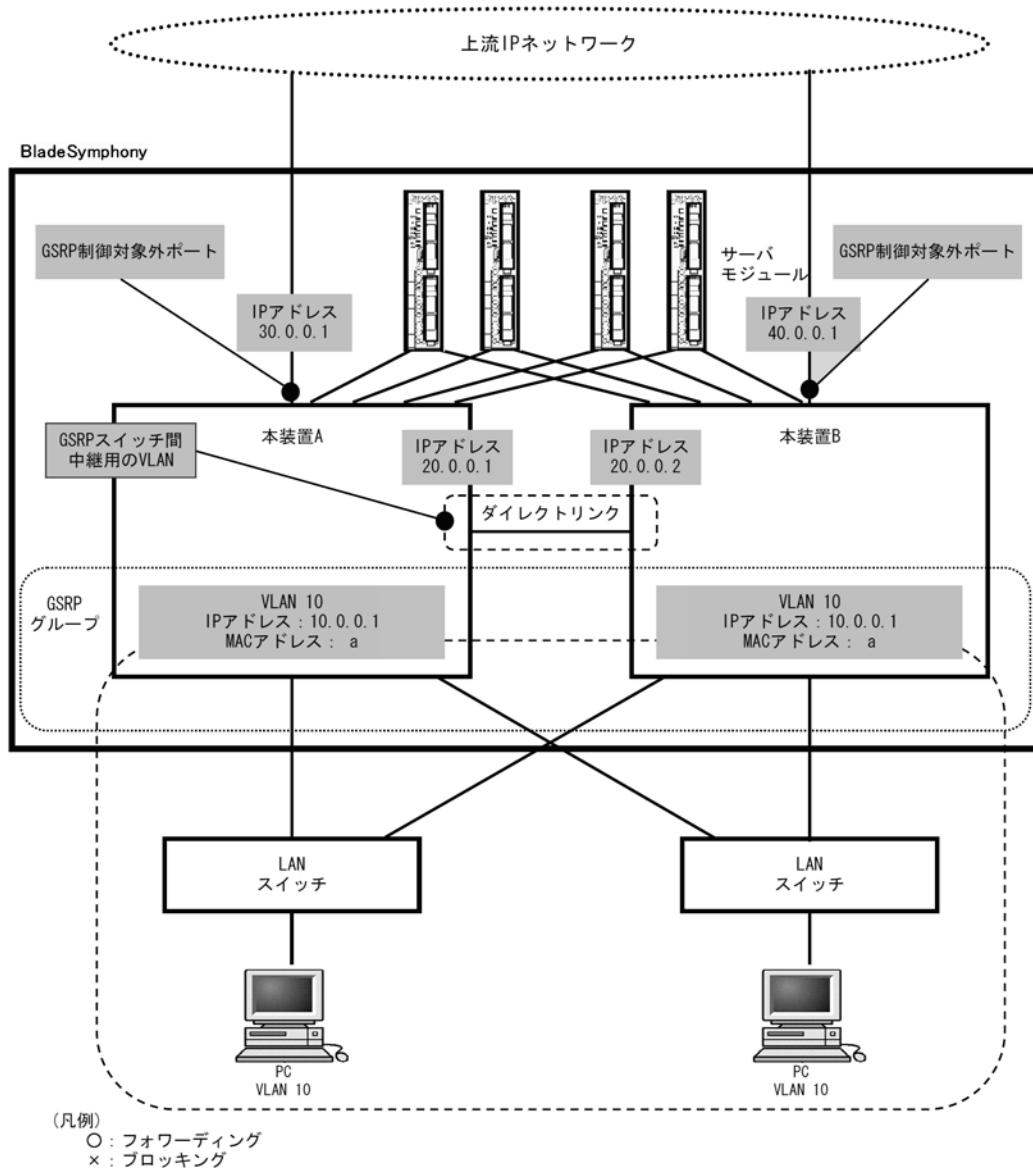 上流IPネットワーク
BladeSymphony
GSRP制御対象外ポート
サーバ
モジュール
GSRP制御対象外ポート
IPアドレス
30.0.0.1
IPアドレス
40.0.0.1
本装置A
本装置B
GSRPスイッチ間
中継用のVLAN
IPアドレス
20.0.0.1
IPアドレス
20.0.0.2
ダイレクトリンク
GSRP
グループ
VLAN 10
IPアドレス：10.0.0.1
MACアドレス： a
VLAN 10
IPアドレス：10.0.0.1
MACアドレス： a
LAN
スイッチ
LAN
スイッチ
PC
VLAN 10
PC
VLAN 10
(凡例)
○：フォワーディング
×：ブロッキング